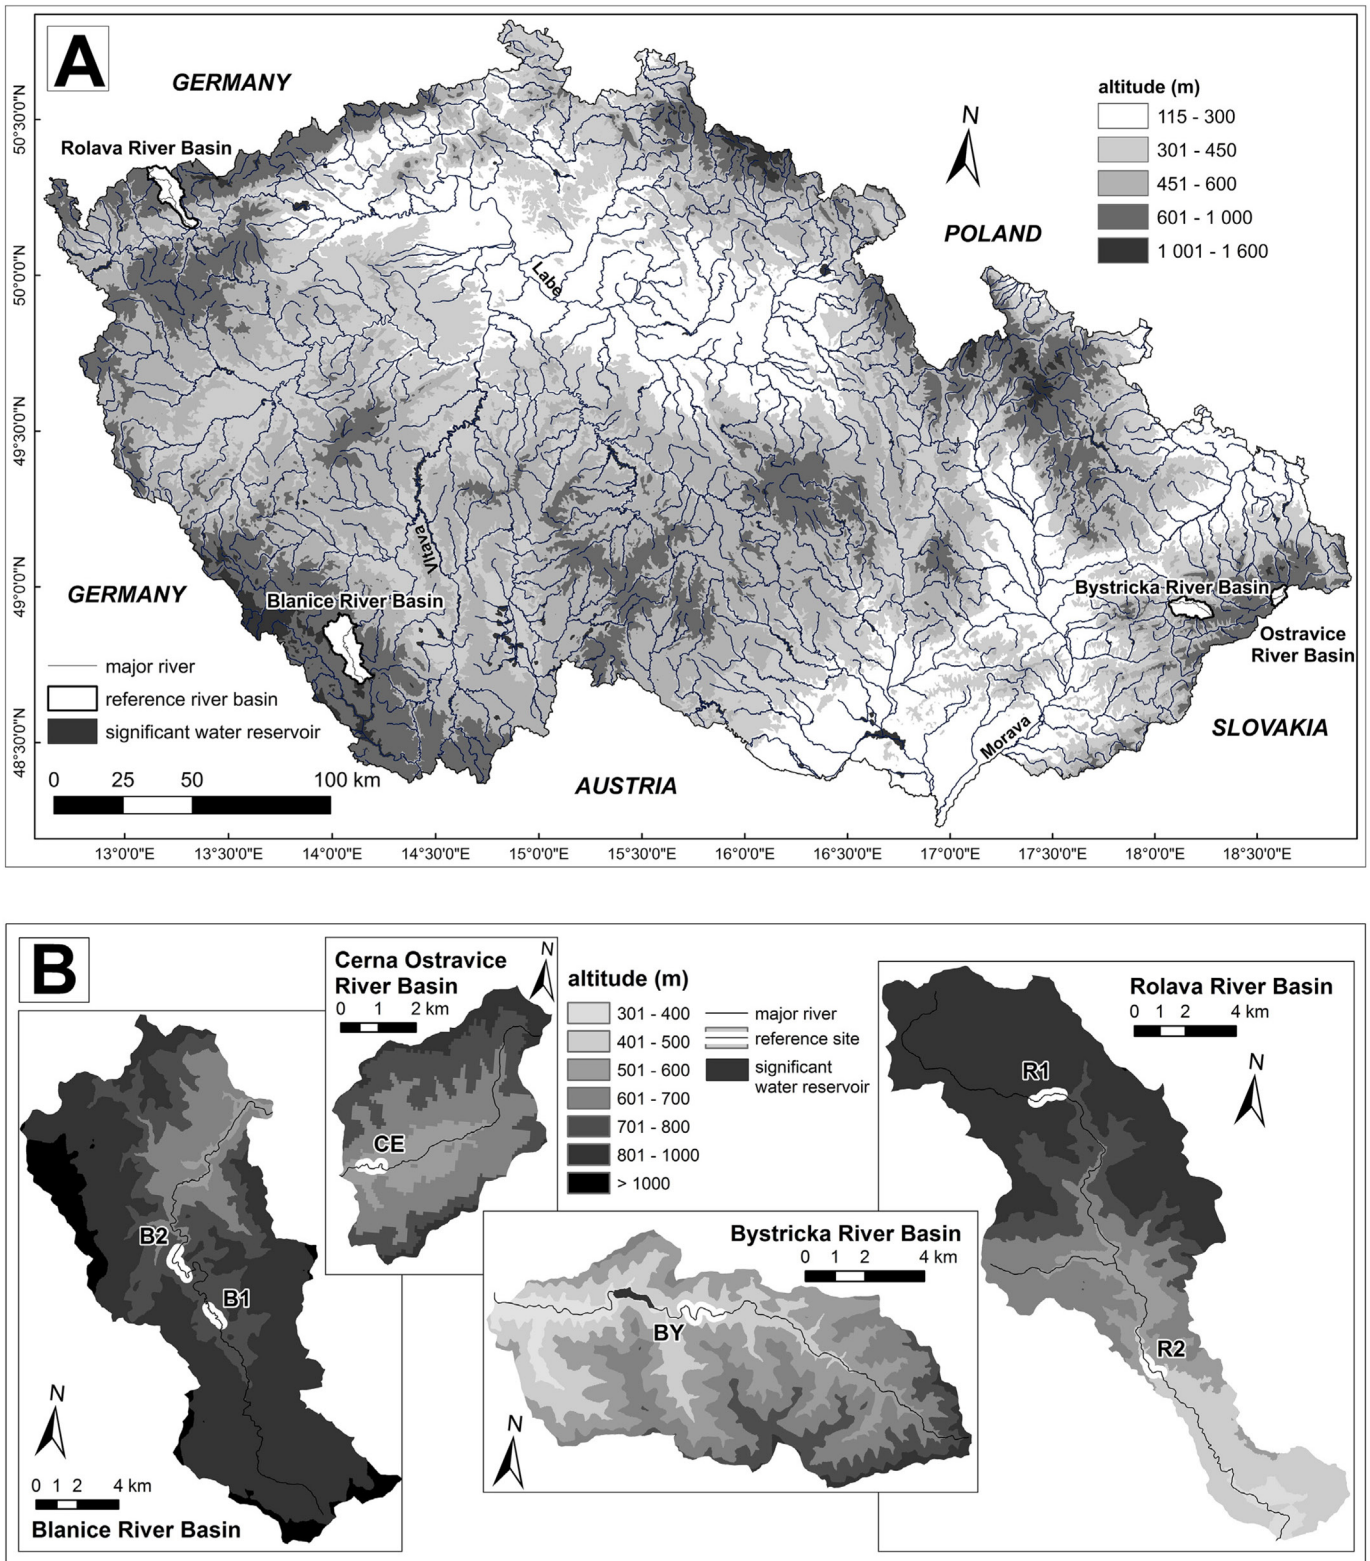 A
GERMANY
Rolava River Basin
N
altitude (m)
115 - 300
301 - 450
451 - 600
601 - 1 000
1 001 - 1 600
POLAND
Labe
Vltava
GERMANY
Blanice River Basin
Bystricka River Basin
Ostravice
River Basin
SLOVAKIA
Morava
AUSTRIA
major river
reference river basin
significant water reservoir
0 25 50 100 km
50°30'0"N
50°0'0"N
49°30'0"N
49°0'0"N
48°30'0"N
13°0'0"E 13°30'0"E 14°0'0"E 14°30'0"E 15°0'0"E 15°30'0"E 16°0'0"E 16°30'0"E 17°0'0"E 17°30'0"E 18°0'0"E 18°30'0"E
B
Cerna Ostravice
River Basin
0 1 2 km
N
CE
altitude (m)
301 - 400
401 - 500
501 - 600
601 - 700
701 - 800
801 - 1000
> 1000
major river
reference site
significant
water reservoir
Rolava River Basin
0 1 2 4 km
N
R1
R2
B2
B1
N
0 1 2 4 km
Blanice River Basin
Bystricka River Basin
0 1 2 4 km
BY
N